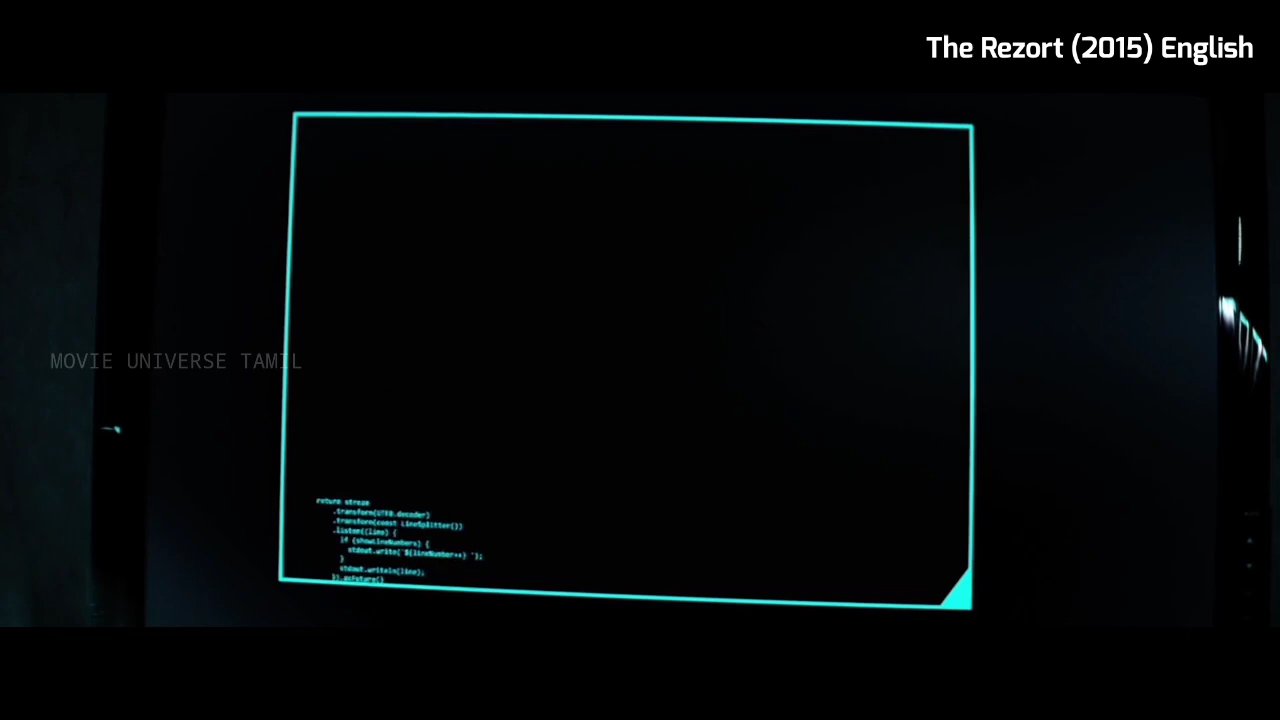 The Rezort (2015) English
MOVIE UNIVERSE TAMIL
return stream
.transform(UTF8.decoder)
.transform(const LineSplitter())
.listen((line) {
if (showLineNumbers) {
stdout.write('${lineNumber++} ');
}
stdout.writeln(line);
}).asFuture()